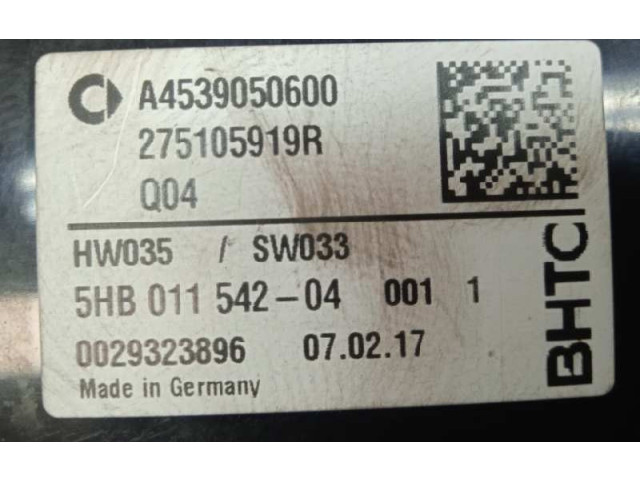 A4539050600
275105919R
Q04
HW035 / SW033
5HB 011 542-04 001 1
0029323896 07.02.17
Made in Germany
BHTC